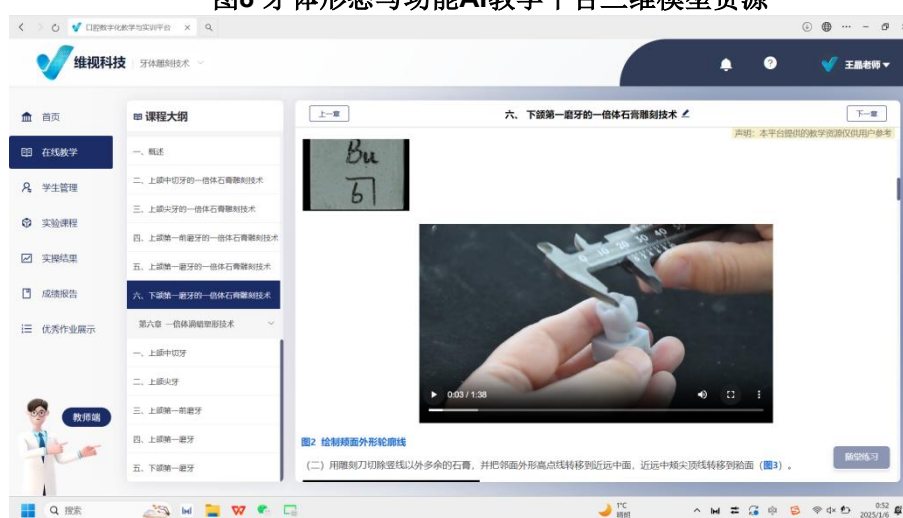 图6 牙体形态与功能AI教学平台三维模型资源
口腔数字化教学与实训平台
维视科技
牙体雕刻技术
王晶老师
首页
在线教学
学生管理
实验课程
实操结果
成绩报告
优秀作业展示
教师端
课程大纲
一、概述
二、上颌中切牙的一倍体石膏雕刻技术
三、上颌尖牙的一倍体石膏雕刻技术
四、上颌第一前磨牙的一倍体石膏雕刻技术
五、上颌第一磨牙的一倍体石膏雕刻技术
六、下颌第一磨牙的一倍体石膏雕刻技术
第六章 一倍体滴蜡塑形技术
一、上颌中切牙
二、上颌尖牙
三、上颌第一前磨牙
四、上颌第一磨牙
五、下颌第一磨牙
上一章
六、下颌第一磨牙的一倍体石膏雕刻技术
下一章
声明：本平台提供的教学资源仅供用户参考
Bu
6
10 20 30 40
0:03 / 1:38
图2 绘制颊面外形轮廓线
(二) 用雕刻刀切除竖线以外多余的石膏，并把邻面外形高点线转移到近远中面，近远中颊尖顶线转移到𬌗面（图3）。
随堂练习
搜索
1°C
晴朗
中
0:52
2025/1/6